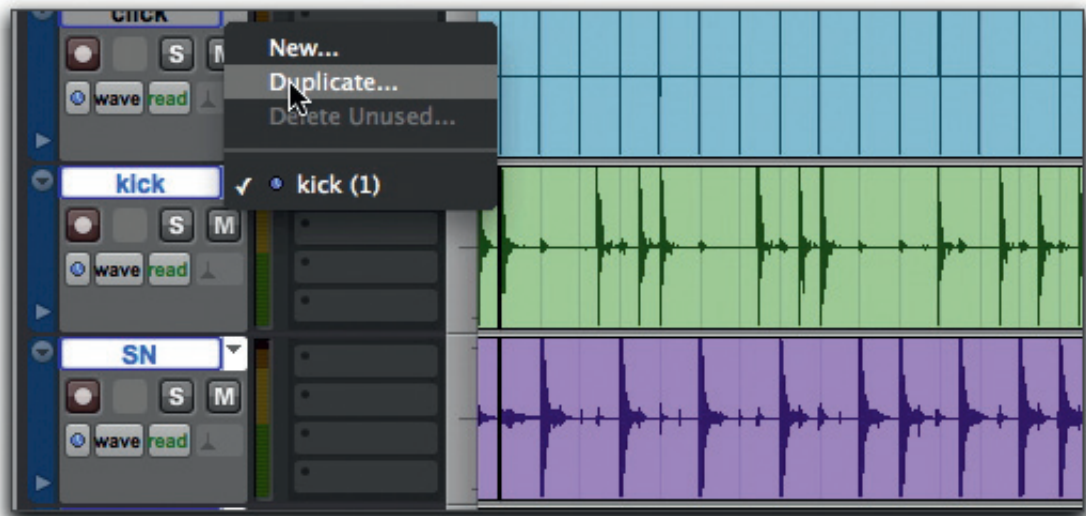 click
S
New...
Duplicate...
Delete Unused...
wave read
kick
kick (1)
S M
wave read
SN
S M
wave read